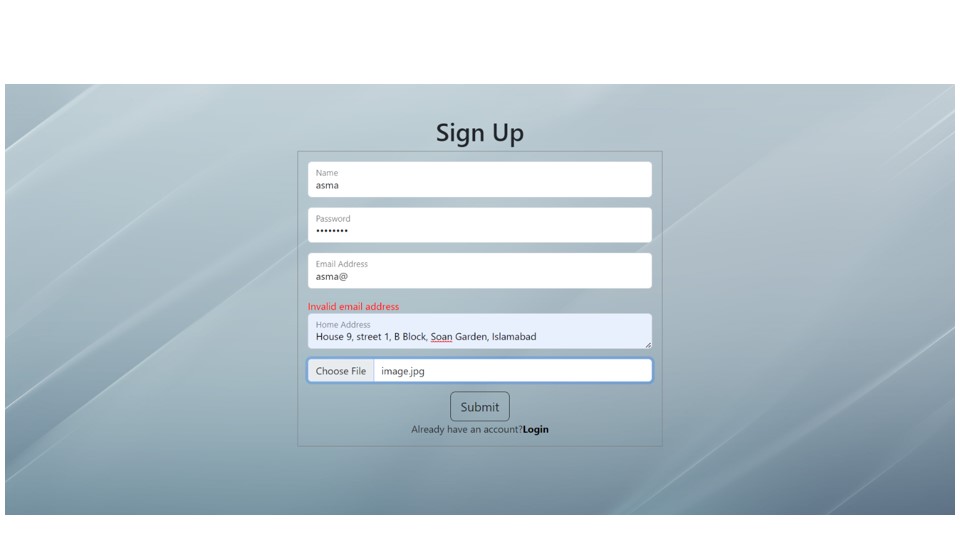 Sign Up
Name
asma
Password
••••••••
Email Address
asma@
Invalid email address
Home Address
House 9, street 1, B Block, Soan Garden, Islamabad
Choose File image.jpg
Submit
Already have an account?Login